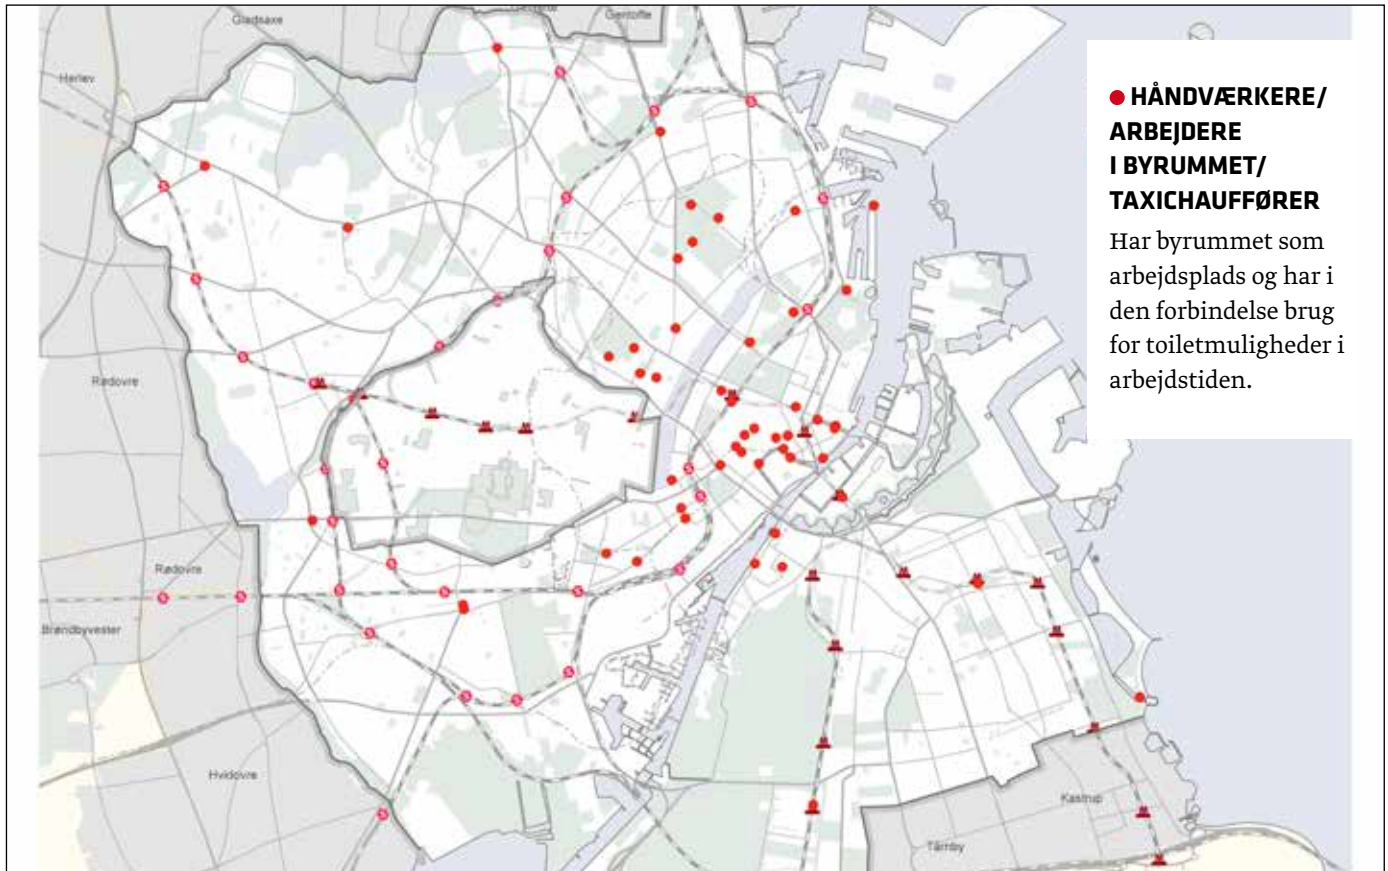 Gladsaxe
Gentofte
Herlev
● HÅNDVÆRKERE/
ARBEJDERE
I BYRUMMET/
TAXICHAUFFØRER
Har byrummet som
arbejdsplads og har i
den forbindelse brug
for toiletmuligheder i
arbejdstiden.
Rødovre
Rødovre
Brøndbyvester
Hvidovre
Kastrup
Tårnby